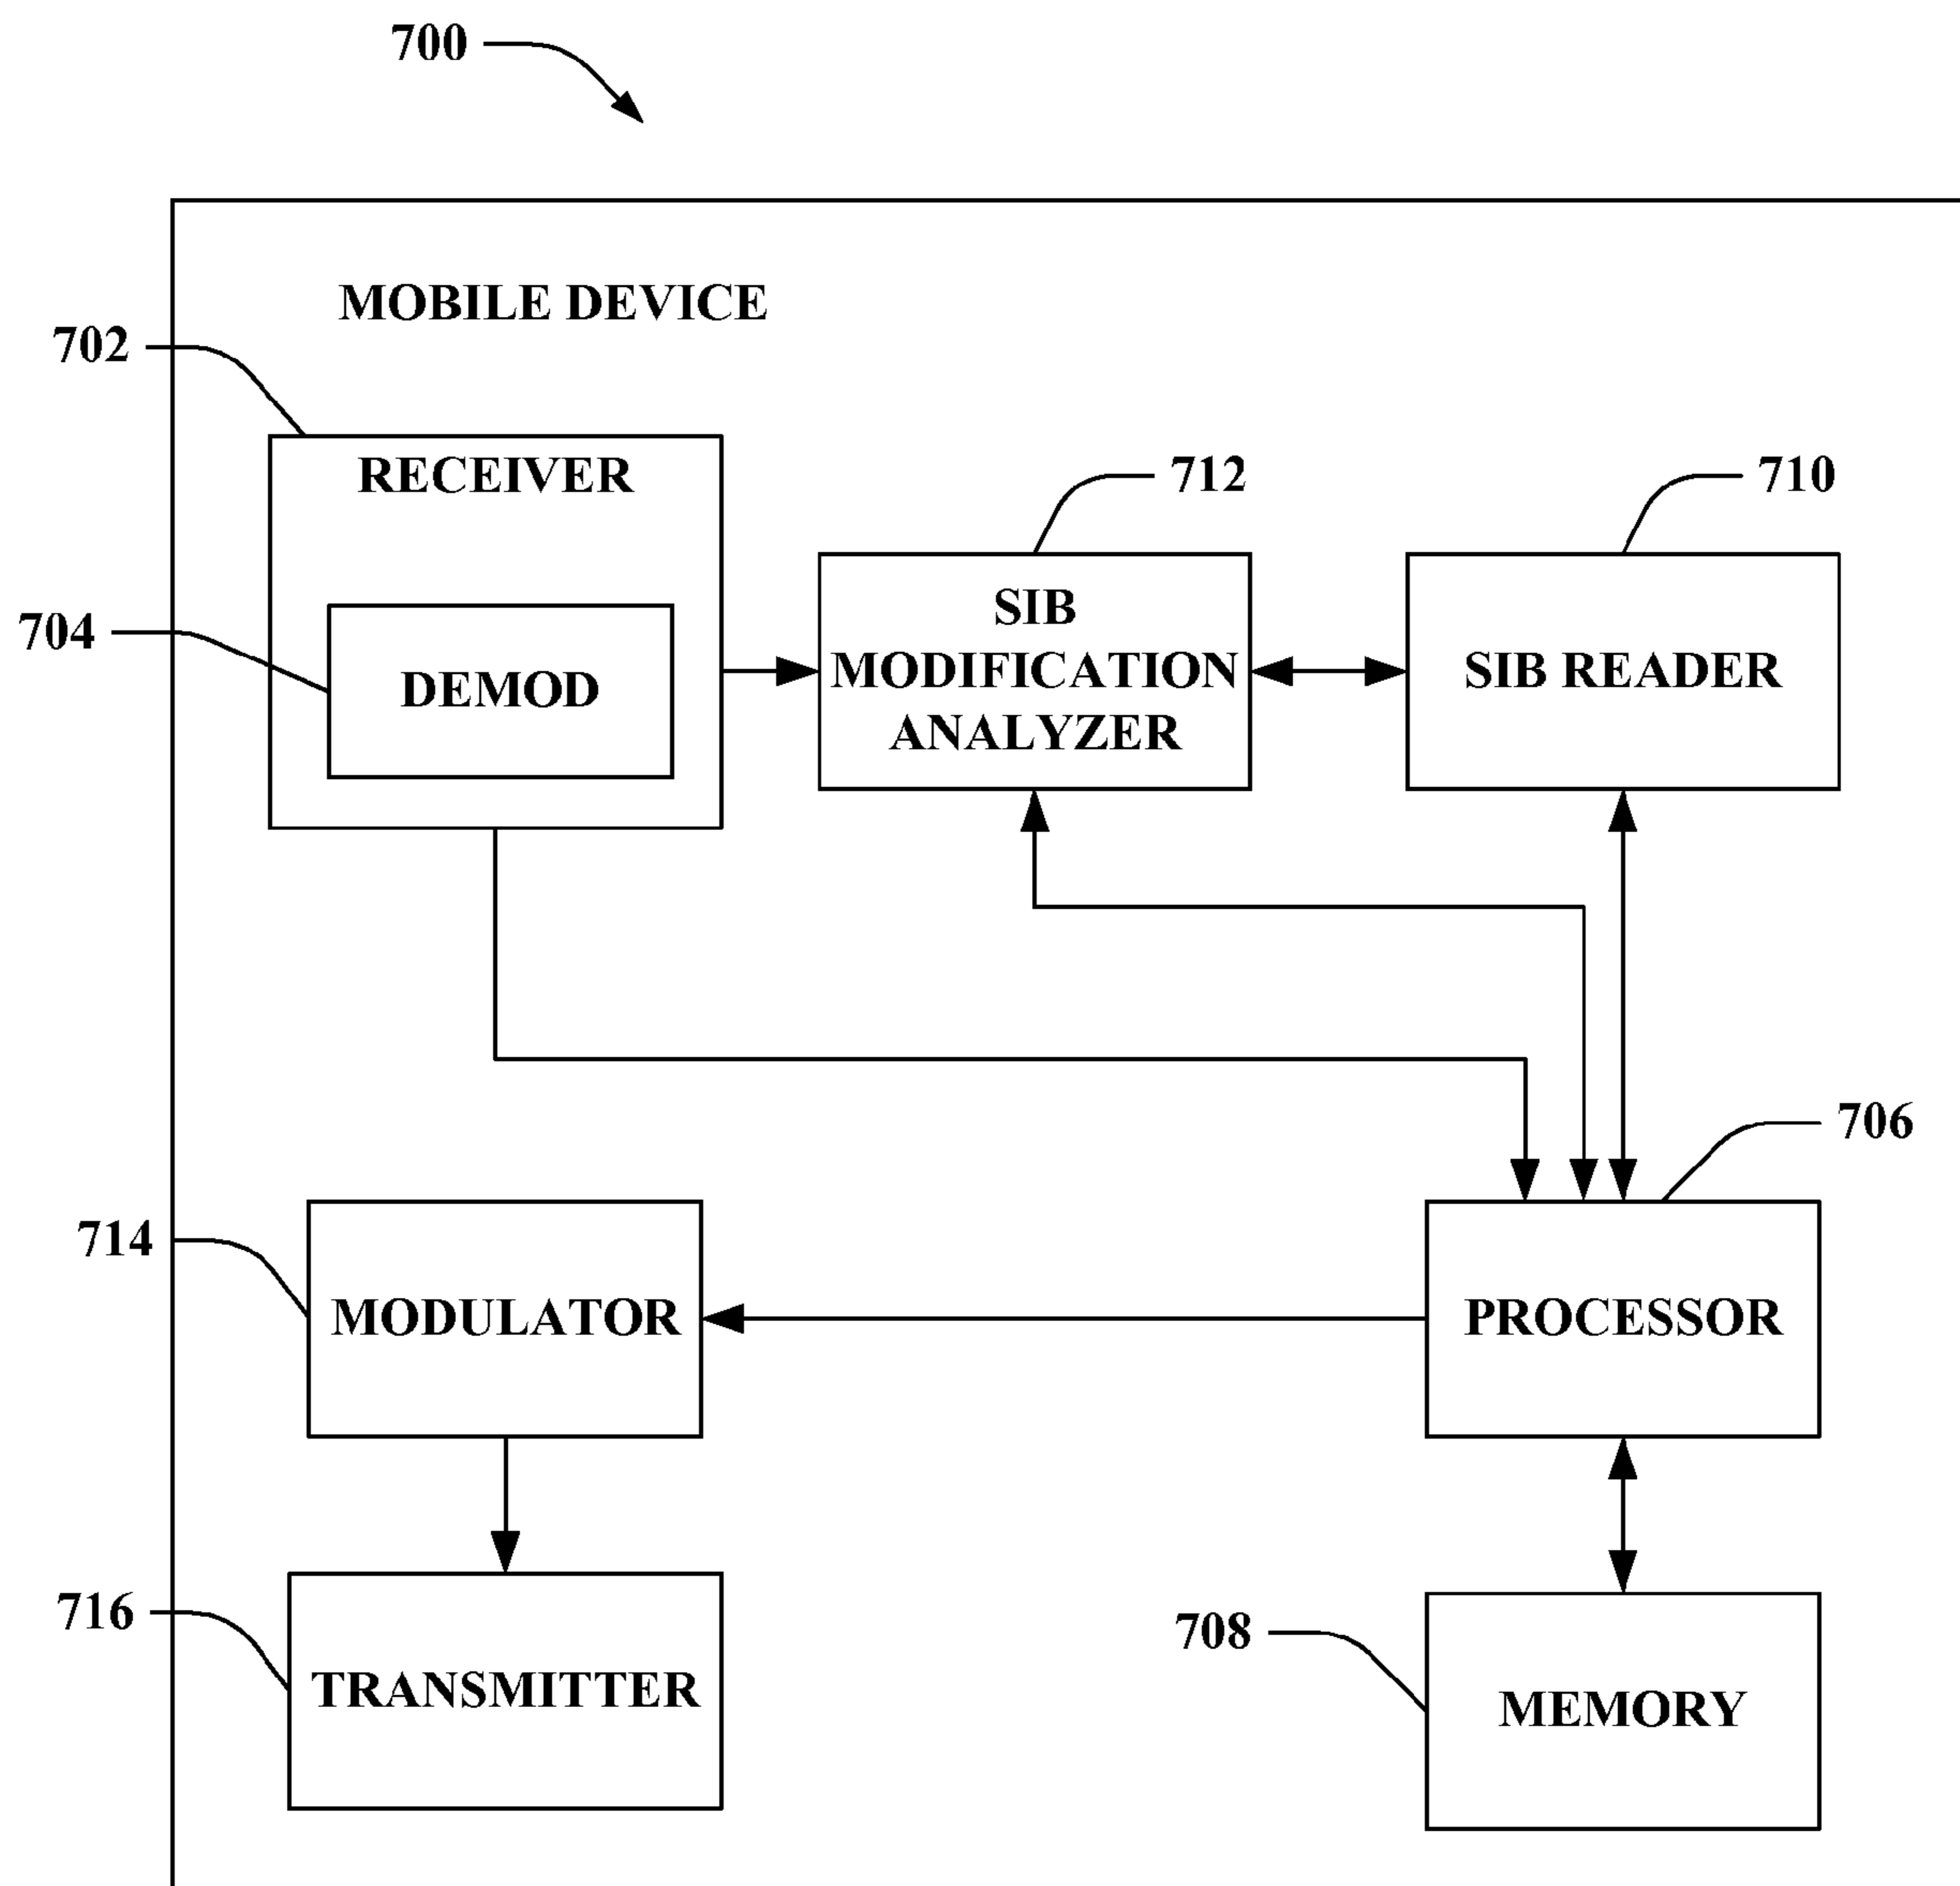 700
MOBILE DEVICE
702
RECEIVER
712
710
704
DEMOD
SIB
MODIFICATION
ANALYZER
SIB READER
706
714
MODULATOR
PROCESSOR
716
TRANSMITTER
708
MEMORY